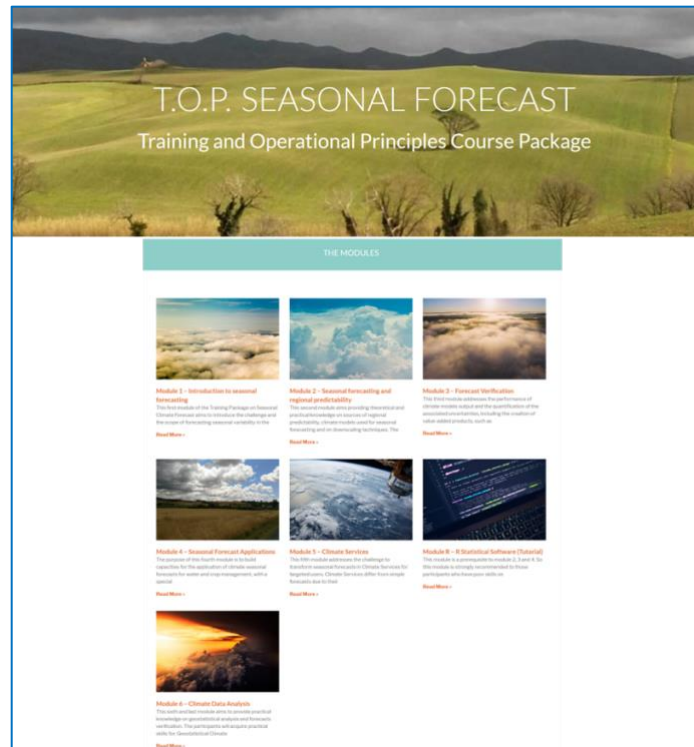 T.O.P. SEASONAL FORECAST
Training and Operational Principles Course Package
THE MODULES
Module 1 – Introduction to seasonal
forecasting
This first module of the Training Package on Seasonal
Climate Forecast aims to introduce the challenge and
the scope of forecasting seasonal variability in the
Read More »
Module 2 – Seasonal forecasting and
regional predictability
This second module aims providing theoretical and
practical knowledge on sources of regional
predictability, climate models used for seasonal
forecasting and on downscaling techniques. The
Read More »
Module 3 – Forecast Verification
This third module addresses the performance of
climate models output and the quantification of the
associated uncertainties, including the creation of
value-added products, such as
Read More »
Module 4 – Seasonal Forecast Applications
The purpose of this fourth module is to build
capacities for the application of climate seasonal
forecasts for water and crop management, with a
special
Read More »
Module 5 – Climate Services
This fifth module addresses the challenge to
transform seasonal forecasts in Climate Services for
targeted users. Climate Services differ from simple
forecasts due to their
Read More »
Module R – R Statistical Software (Tutorial)
This module is a prerequisite to module 2, 3 and 4. So
this module is strongly recommended to those
participants who have poor skills on
Read More »
Module 6 – Climate Data Analysis
This sixth and last module aims to provide practical
knowledge on geostatistical analysis and forecasts
verification. The participants will acquire practical
skills for Geostatistical Climate
Read More »